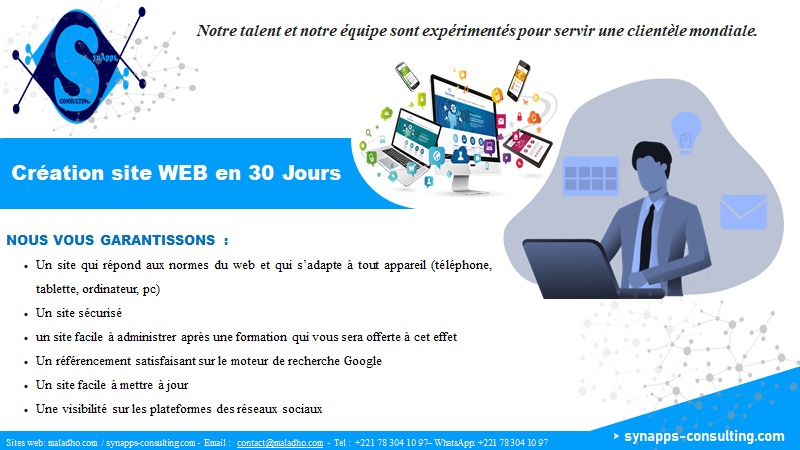 Notre talent et notre équipe sont expérimentés pour servir une clientèle mondiale.
S
ynApps
CONSULTING
Création site WEB en 30 Jours
NOUS VOUS GARANTISSONS :
• Un site qui répond aux normes du web et qui s’adapte à tout appareil (téléphone,
tablette, ordinateur, pc)
• Un site sécurisé
• un site facile à administrer après une formation qui vous sera offerte à cet effet
• Un référencement satisfaisant sur le moteur de recherche Google
• Un site facile à mettre à jour
• Une visibilité sur les plateformes des réseaux sociaux
Sites web: maladho.com / synapps-consulting.com - Email : contact@maladho.com - Tel : +221 78 304 10 97– WhatsApp: +221 78 304 10 97
> synapps-consulting.com